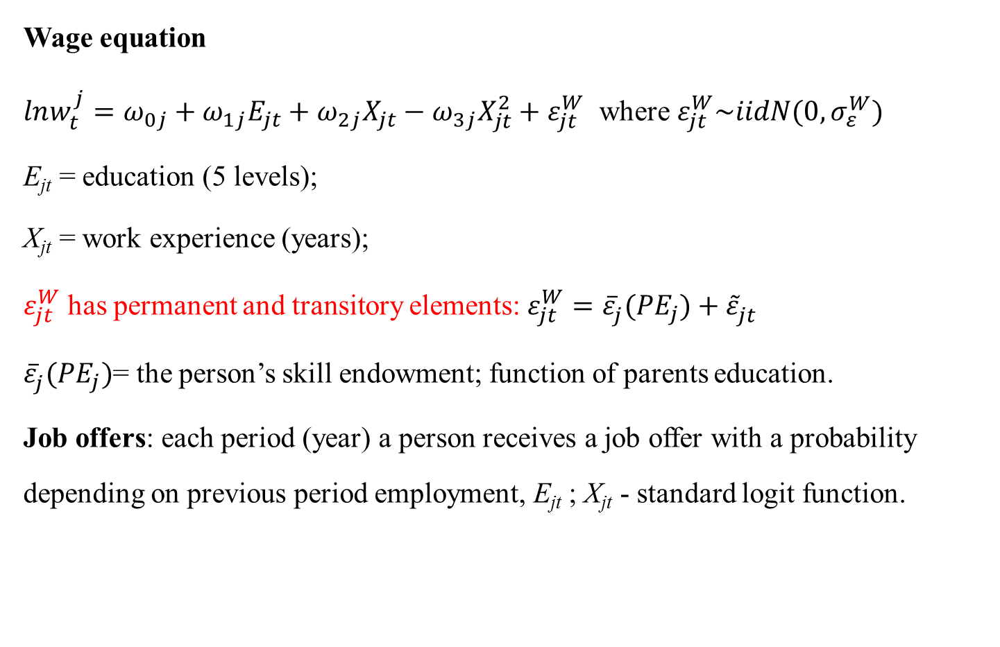 Wage equation
$lnw_t^j = \omega_{0j} + \omega_{1j}E_{jt} + \omega_{2j}X_{jt} - \omega_{3j}X_{jt}^2 + \varepsilon_{jt}^W$ where $\varepsilon_{jt}^W \sim iidN(0, \sigma_\varepsilon^W)$
$E_{jt}$ = education (5 levels);
$X_{jt}$ = work experience (years);
$\varepsilon_{jt}^W$ has permanent and transitory elements: $\varepsilon_{jt}^W = \bar{\varepsilon}_j(PE_j) + \tilde{\varepsilon}_{jt}$
$\bar{\varepsilon}_j(PE_j)$= the person’s skill endowment; function of parents education.
Job offers: each period (year) a person receives a job offer with a probability
depending on previous period employment, $E_{jt}$ ; $X_{jt}$ - standard logit function.